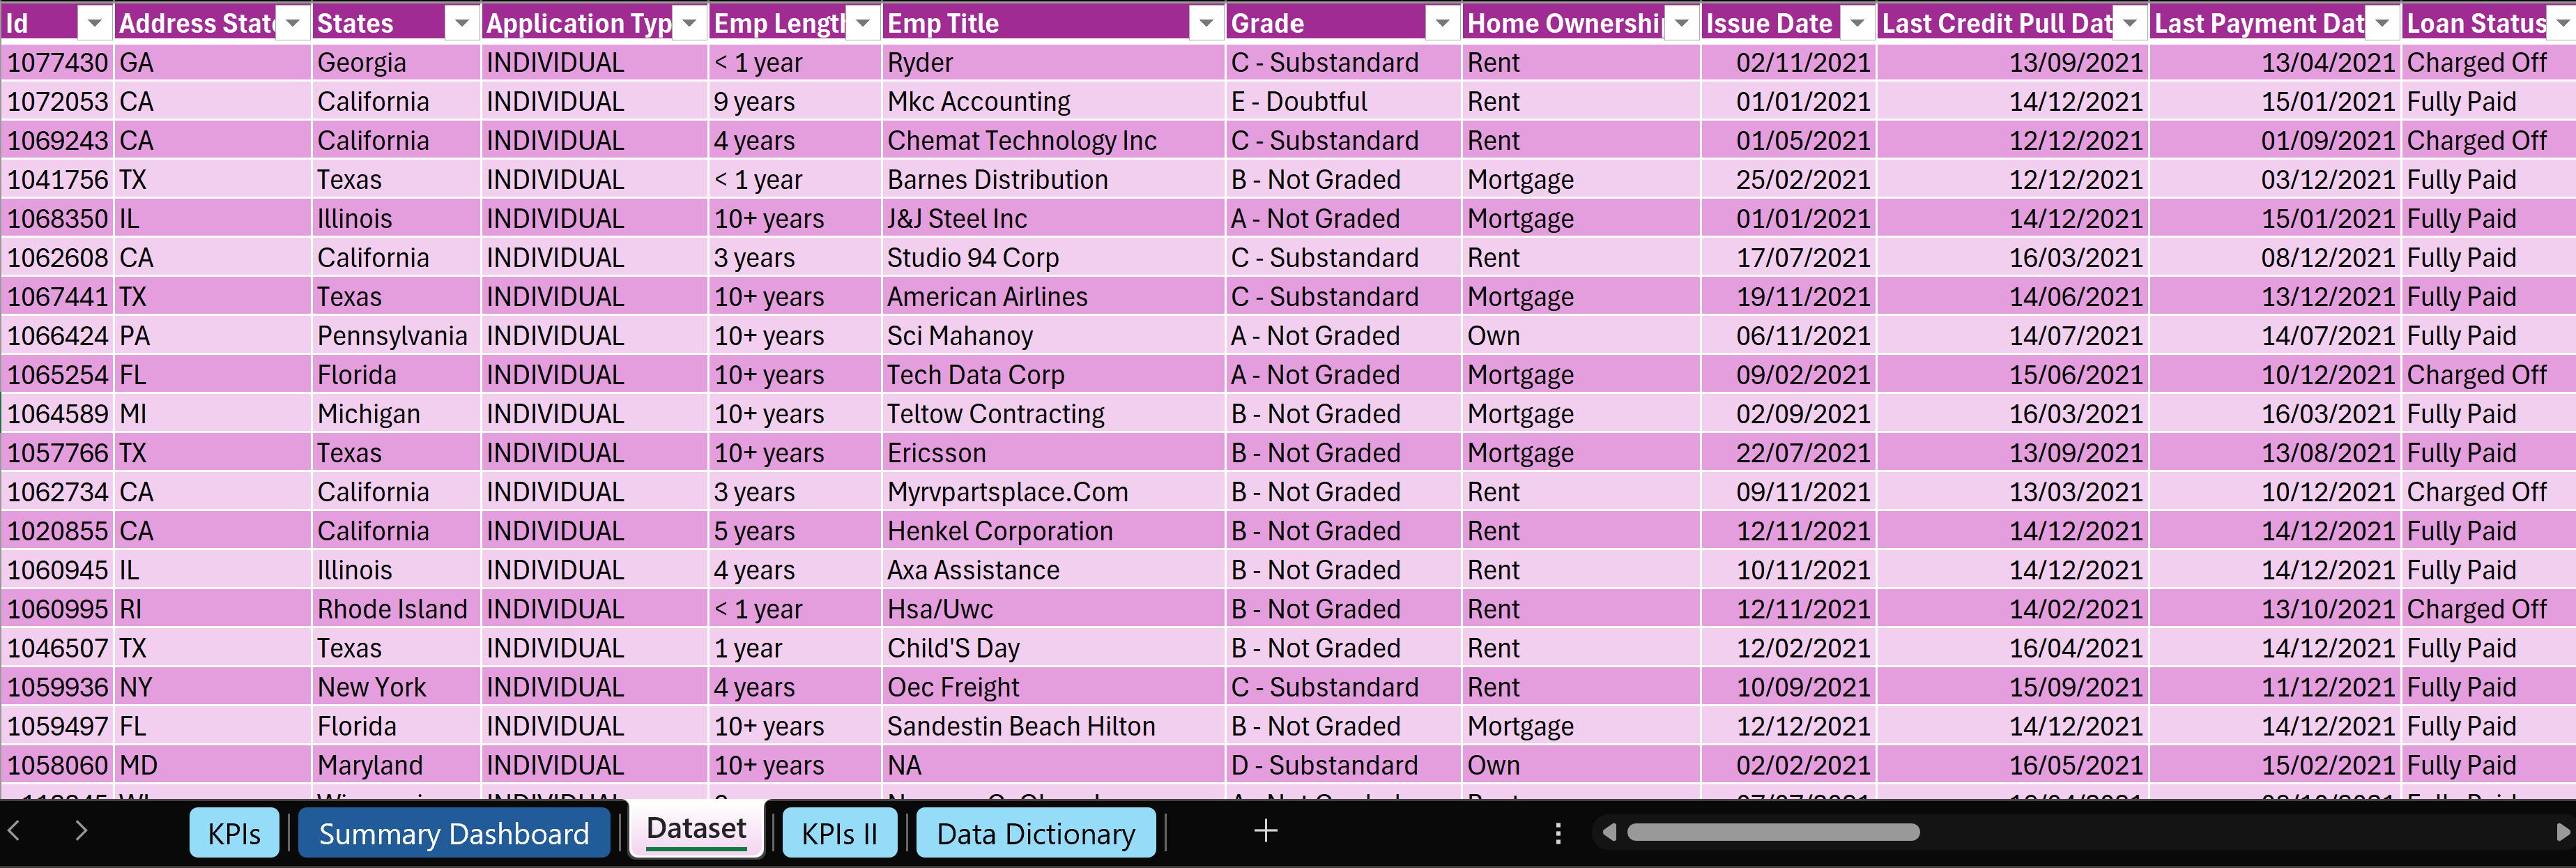 Id Address State States Application Typ Emp Length Emp Title Grade Home Ownershi Issue Date Last Credit Pull Dat Last Payment Dat Loan Status
1077430 GA Georgia INDIVIDUAL < 1 year Ryder C - Substandard Rent 02/11/2021 13/09/2021 13/04/2021 Charged Off
1072053 CA California INDIVIDUAL 9 years Mkc Accounting E - Doubtful Rent 01/01/2021 14/12/2021 15/01/2021 Fully Paid
1069243 CA California INDIVIDUAL 4 years Chemat Technology Inc C - Substandard Rent 01/05/2021 12/12/2021 01/09/2021 Charged Off
1041756 TX Texas INDIVIDUAL < 1 year Barnes Distribution B - Not Graded Mortgage 25/02/2021 12/12/2021 03/12/2021 Fully Paid
1068350 IL Illinois INDIVIDUAL 10+ years J&J Steel Inc A - Not Graded Mortgage 01/01/2021 14/12/2021 15/01/2021 Fully Paid
1062608 CA California INDIVIDUAL 3 years Studio 94 Corp C - Substandard Rent 17/07/2021 16/03/2021 08/12/2021 Fully Paid
1067441 TX Texas INDIVIDUAL 10+ years American Airlines C - Substandard Mortgage 19/11/2021 14/06/2021 13/12/2021 Fully Paid
1066424 PA Pennsylvania INDIVIDUAL 10+ years Sci Mahanoy A - Not Graded Own 06/11/2021 14/07/2021 14/07/2021 Fully Paid
1065254 FL Florida INDIVIDUAL 10+ years Tech Data Corp A - Not Graded Mortgage 09/02/2021 15/06/2021 10/12/2021 Charged Off
1064589 MI Michigan INDIVIDUAL 10+ years Teltow Contracting B - Not Graded Mortgage 02/09/2021 16/03/2021 16/03/2021 Fully Paid
1057766 TX Texas INDIVIDUAL 10+ years Ericsson B - Not Graded Mortgage 22/07/2021 13/09/2021 13/08/2021 Fully Paid
1062734 CA California INDIVIDUAL 3 years Myrvpartsplace.Com B - Not Graded Rent 09/11/2021 13/03/2021 10/12/2021 Charged Off
1020855 CA California INDIVIDUAL 5 years Henkel Corporation B - Not Graded Rent 12/11/2021 14/12/2021 14/12/2021 Fully Paid
1060945 IL Illinois INDIVIDUAL 4 years Axa Assistance B - Not Graded Rent 10/11/2021 14/12/2021 14/12/2021 Fully Paid
1060995 RI Rhode Island INDIVIDUAL < 1 year Hsa/Uwc B - Not Graded Rent 12/11/2021 14/02/2021 13/10/2021 Charged Off
1046507 TX Texas INDIVIDUAL 1 year Child'S Day B - Not Graded Rent 12/02/2021 16/04/2021 14/12/2021 Fully Paid
1059936 NY New York INDIVIDUAL 4 years Oec Freight C - Substandard Rent 10/09/2021 15/09/2021 11/12/2021 Fully Paid
1059497 FL Florida INDIVIDUAL 10+ years Sandestin Beach Hilton B - Not Graded Mortgage 12/12/2021 14/12/2021 14/12/2021 Fully Paid
1058060 MD Maryland INDIVIDUAL 10+ years NA D - Substandard Own 02/02/2021 16/05/2021 15/02/2021 Fully Paid
KPIs Summary Dashboard Dataset KPIs II Data Dictionary